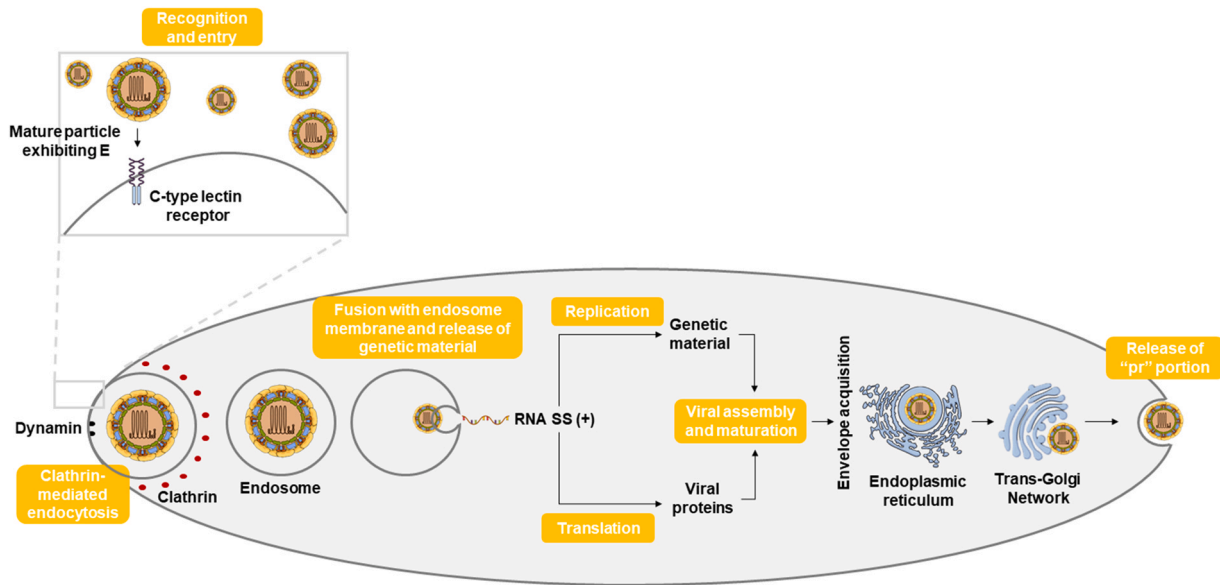 Recognition
and entry
Mature particle
exhibiting E
C-type lectin
receptor
Fusion with endosome
membrane and release of
genetic material
Replication
Genetic
material
Release of
“pr” portion
Dynamin
RNA SS (+)
Viral assembly
and maturation
Envelope acquisition
Clathrin-
mediated
endocytosis
Clathrin
Endosome
Viral
proteins
Translation
Endoplasmic
reticulum
Trans-Golgi
Network